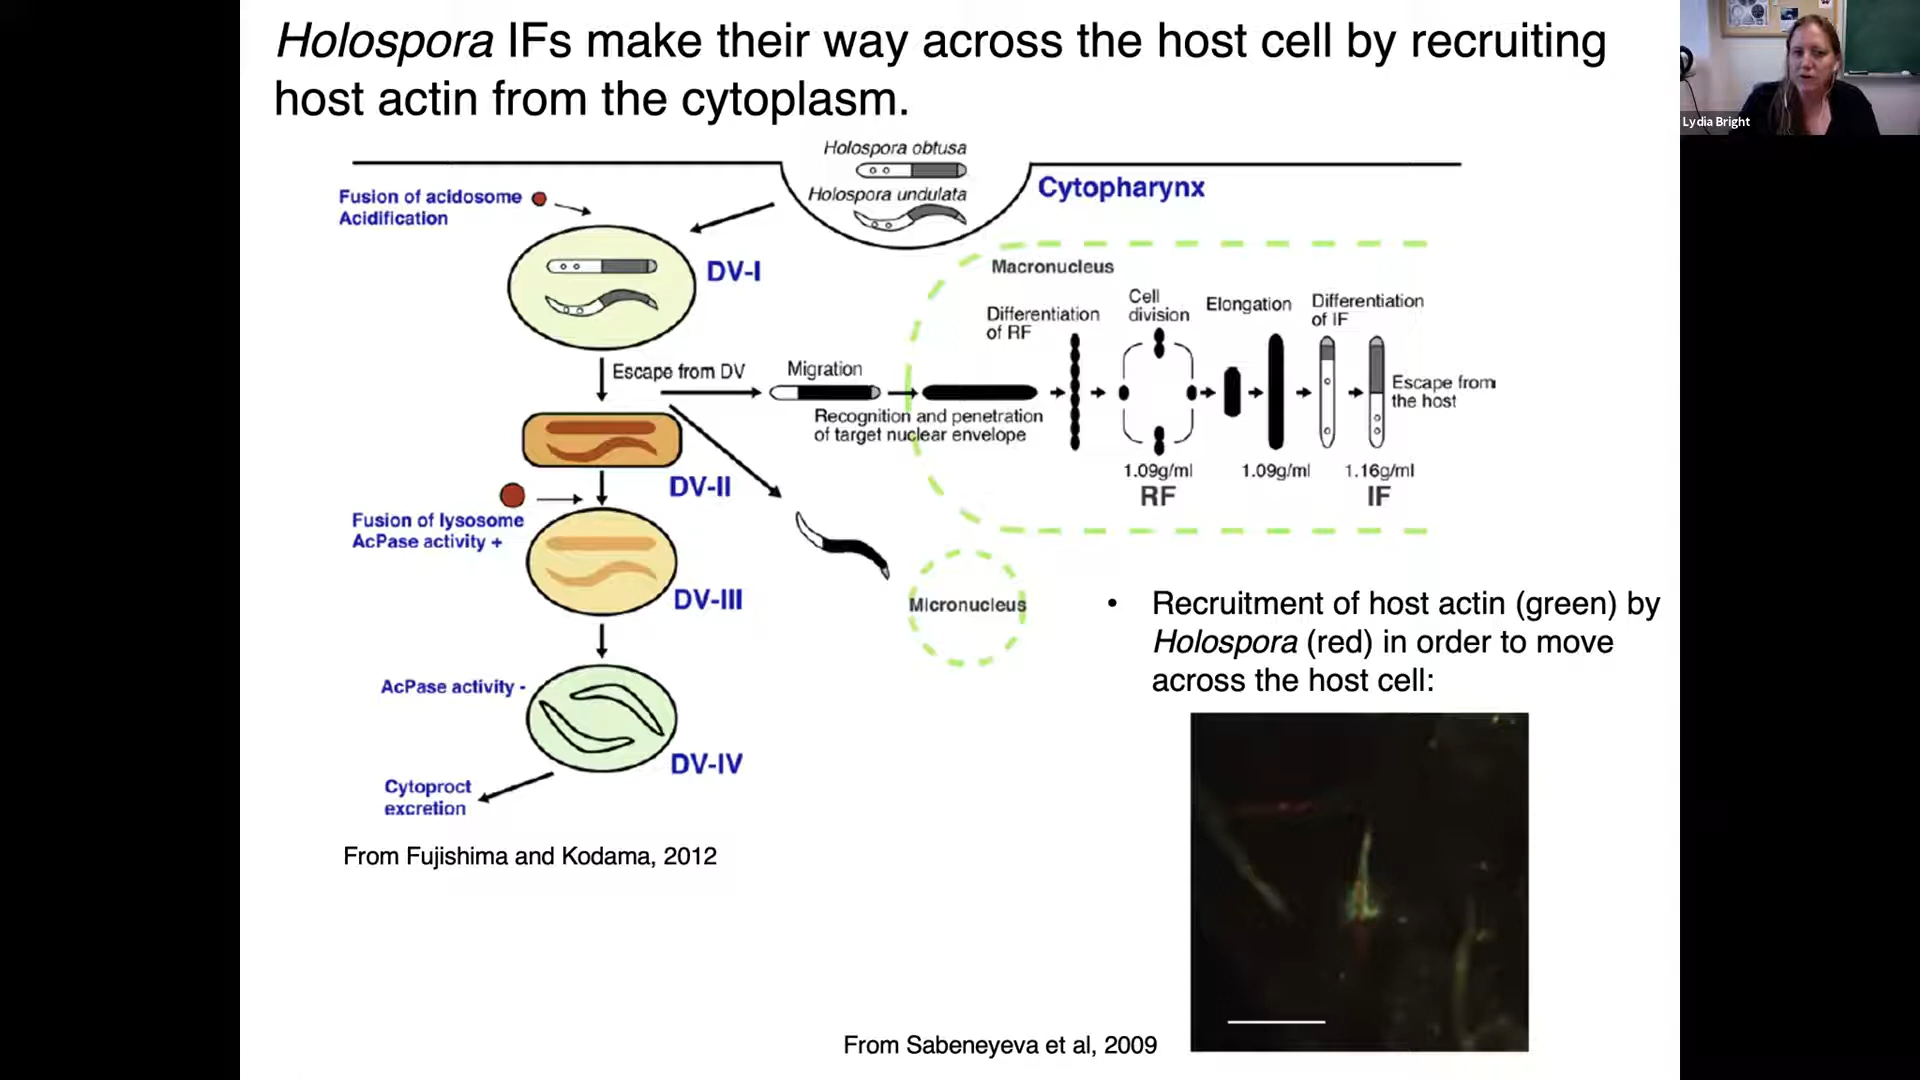 Holospora IFs make their way across the host cell by recruiting
host actin from the cytoplasm.
Lydia Bright
Holospora obtusa
Holospora undulata
Cytopharynx
Fusion of acidosome
Acidification
DV-I
Macronucleus
Differentiation
of RF
Cell
division
Elongation
Differentiation
of IF
Escape from DV
Migration
Recognition and penetration
of target nuclear envelope
Escape from
the host
1.09g/ml
1.09g/ml
1.16g/ml
RF
IF
DV-II
Fusion of lysosome
AcPase activity +
DV-III
Micronucleus
AcPase activity -
DV-IV
Cytoproct
excretion
From Fujishima and Kodama, 2012
• Recruitment of host actin (green) by
Holospora (red) in order to move
across the host cell:
From Sabeneyeva et al, 2009